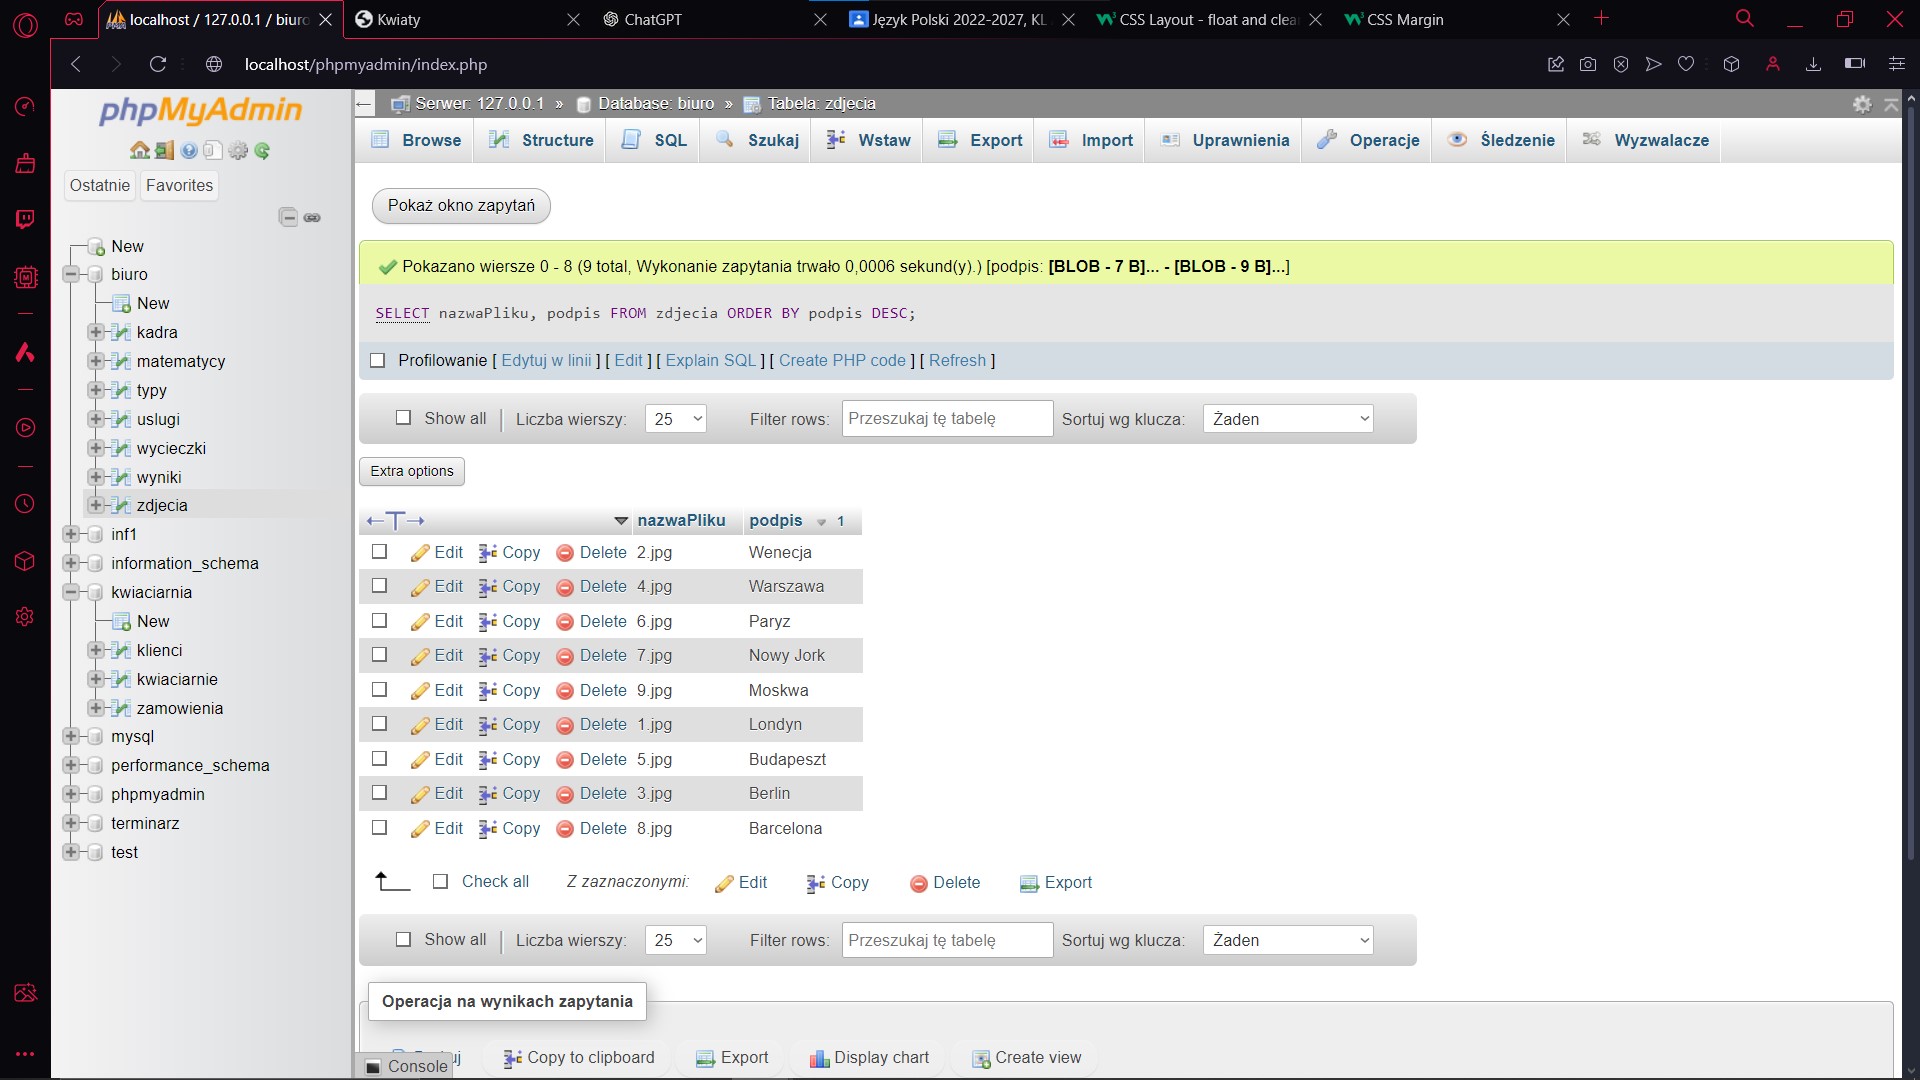 localhost / 127.0.0.1 / biuro
Kwiaty
ChatGPT
Język Polski 2022-2027, KL
CSS Layout - float and clea
CSS Margin
localhost/phpmyadmin/index.php
phpMyAdmin
Ostatnie
Favorites
New
biuro
New
kadra
matematycy
typy
uslugi
wycieczki
wyniki
zdjecia
inf1
information_schema
kwiaciarnia
New
klienci
kwiaciarnie
zamowienia
mysql
performance_schema
phpmyadmin
terminarz
test
Serwer: 127.0.0.1 » Database: biuro » Tabela: zdjecia
Browse Structure SQL Szukaj Wstaw Export Import Uprawnienia Operacje Śledzenie Wyzwalacze
Pokaż okno zapytań
Pokazano wiersze 0 - 8 (9 total, Wykonanie zapytania trwało 0,0006 sekund(y).) [podpis: [BLOB - 7 B]... - [BLOB - 9 B]...]
SELECT nazwaPliku, podpis FROM zdjecia ORDER BY podpis DESC;
Profilowanie [ Edytuj w linii ] [ Edit ] [ Explain SQL ] [ Create PHP code ] [ Refresh ]
Show all | Liczba wierszy: 25 Filter rows: Przeszukaj tę tabelę Sortuj wg klucza: Żaden
Extra options
nazwaPliku podpis 1
Edit Copy Delete 2.jpg Wenecja
Edit Copy Delete 4.jpg Warszawa
Edit Copy Delete 6.jpg Paryz
Edit Copy Delete 7.jpg Nowy Jork
Edit Copy Delete 9.jpg Moskwa
Edit Copy Delete 1.jpg Londyn
Edit Copy Delete 5.jpg Budapeszt
Edit Copy Delete 3.jpg Berlin
Edit Copy Delete 8.jpg Barcelona
Check all Z zaznaczonymi: Edit Copy Delete Export
Show all | Liczba wierszy: 25 Filter rows: Przeszukaj tę tabelę Sortuj wg klucza: Żaden
Operacja na wynikach zapytania
Copy to clipboard Export Display chart Create view
Console